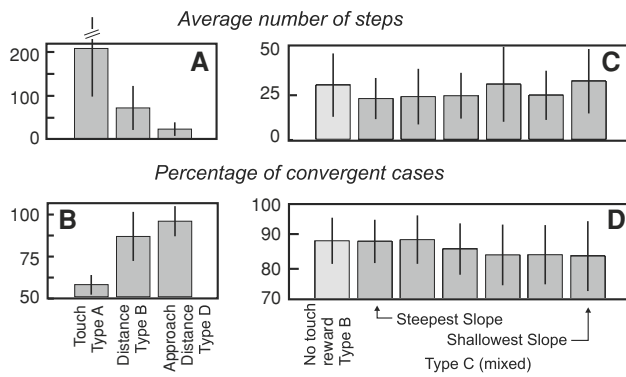 Average number of steps
200
100
0
A
50
25
0
C
Percentage of convergent cases
100
75
50
B
100
90
80
70
D
Touch
Type A
Distance
Type B
Approach
Distance
Type D
No touch
reward
Type B
Steepest Slope
Shallowest Slope
Type C (mixed)